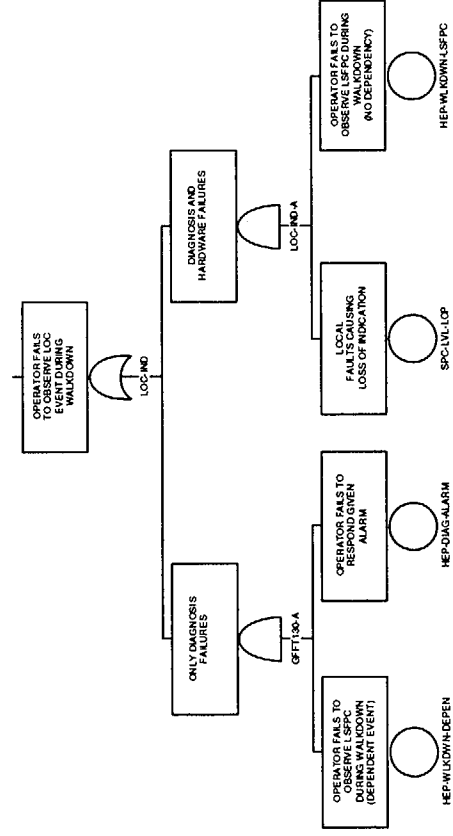 OPERATOR FAILS
TO OBSERVE LOC
EVENT DURING
WALKDOWN
LOC-IND
ONLY DIAGNOSIS
FAILURES
GFFT130-A
DIAGNOSIS AND
HARDWARE FAILURES
LOC-IND-A
OPERATOR FAILS TO
OBSERVE LSFPC
DURING WALKDOWN
(DEPENDENT EVENT)
HEP-WLKDWN-DEPEN
OPERATOR FAILS TO
RESPOND GIVEN
ALARM
HEP-DIAG-ALARM
LOCAL
FAULTS CAUSING
LOSS OF INDICATION
SPC-LVL-LOP
OPERATOR FAILS TO
OBSERVE LSFPC DURING
WALKDOWN
(NO DEPENDENCY)
HEP-WLKDWN-LSFPC